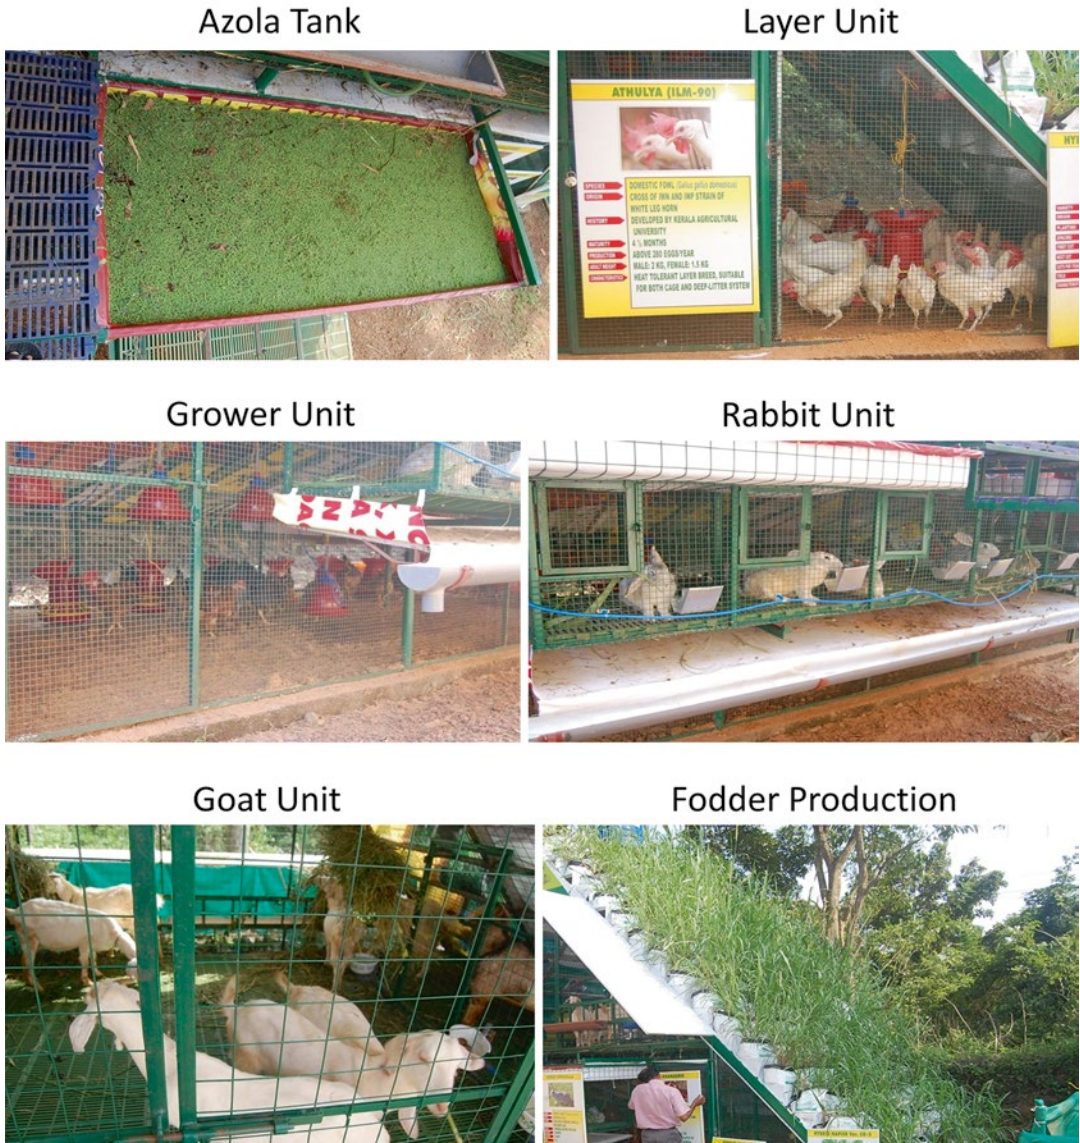 Azola Tank
Layer Unit
ATHULYA (ILM-90)
SPECIES DOMESTIC FOWL (Gallus gallus domesticus)
ORIGIN CROSS OF IWN AND IWP STRAIN OF
WHITE LEG HORN
HISTORY DEVELOPED BY KERALA AGRICULTURAL
UNIVERSITY
MATURITY 4 ½ MONTHS
PRODUCTION ABOVE 280 EGGS/YEAR
ADULT WEIGHT MALE: 2 KG, FEMALE: 1.5 KG
CHARACTERISTICS HEAT TOLERANT LAYER BREED, SUITABLE
FOR BOTH CAGE AND DEEP-LITTER SYSTEM
Grower Unit
Rabbit Unit
Goat Unit
Fodder Production